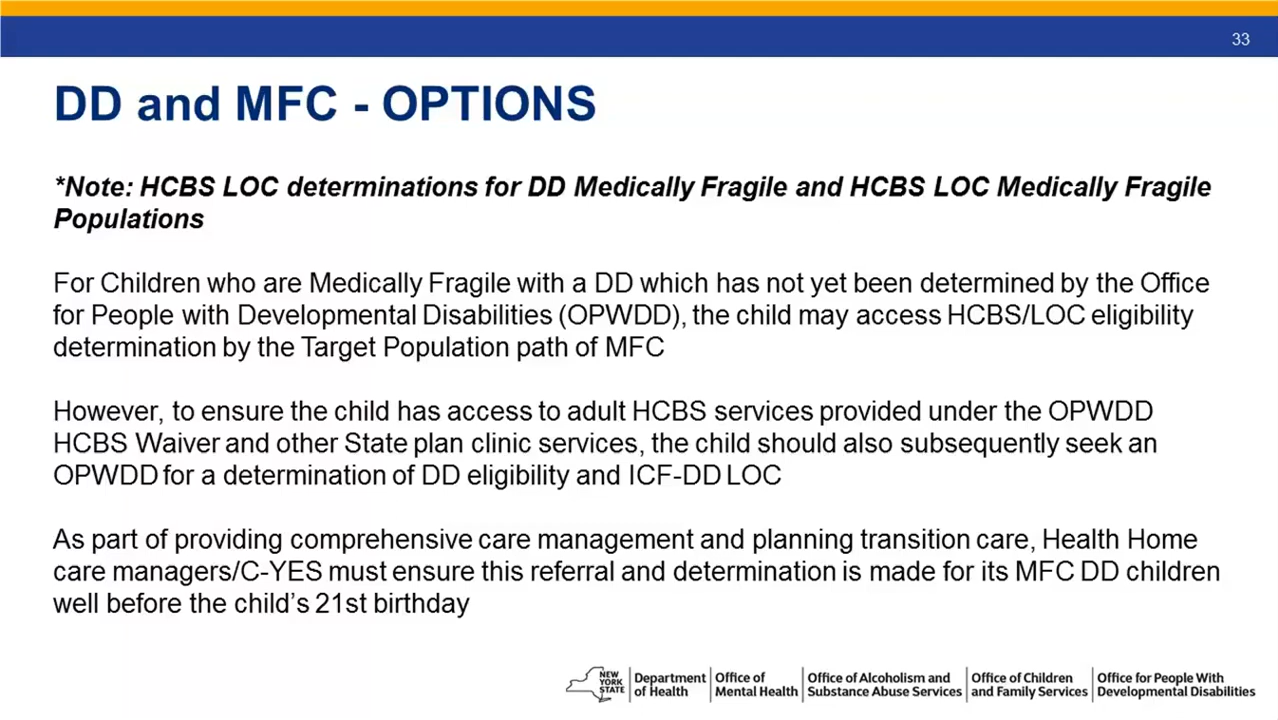 33
DD and MFC - OPTIONS
*Note: HCBS LOC determinations for DD Medically Fragile and HCBS LOC Medically Fragile
Populations
For Children who are Medically Fragile with a DD which has not yet been determined by the Office
for People with Developmental Disabilities (OPWDD), the child may access HCBS/LOC eligibility
determination by the Target Population path of MFC
However, to ensure the child has access to adult HCBS services provided under the OPWDD
HCBS Waiver and other State plan clinic services, the child should also subsequently seek an
OPWDD for a determination of DD eligibility and ICF-DD LOC
As part of providing comprehensive care management and planning transition care, Health Home
care managers/C-YES must ensure this referral and determination is made for its MFC DD children
well before the child's 21st birthday
NEW
YORK
STATE
Department
of Health
Office of
Mental Health
Office of Alcoholism and
Substance Abuse Services
Office of Children
and Family Services
Office for People With
Developmental Disabilities